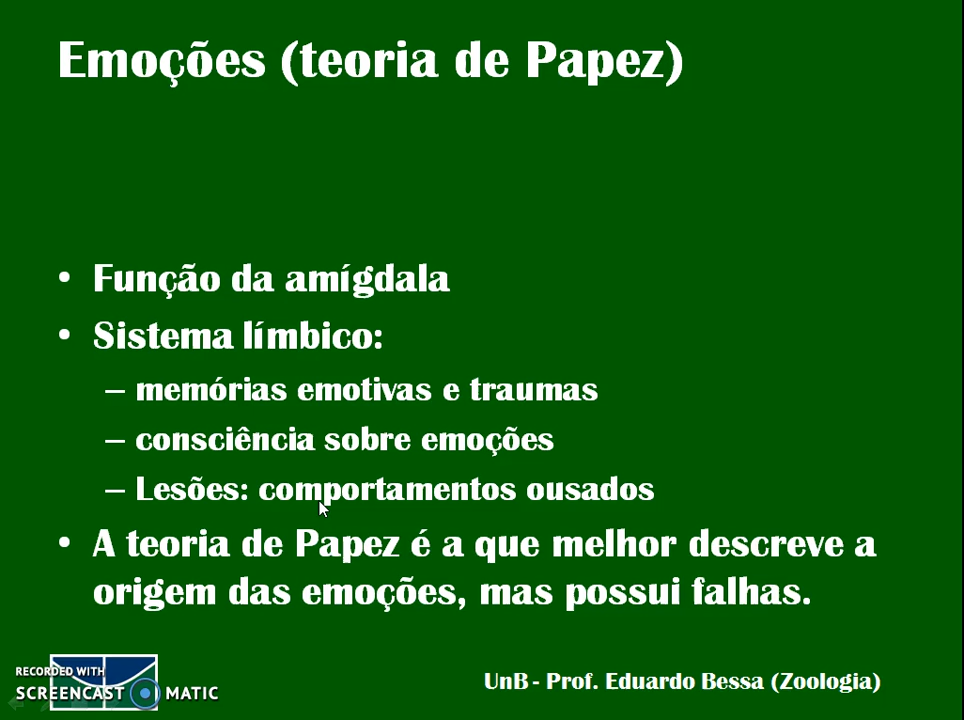 Emoções (teoria de Papez)
• Função da amígdala
• Sistema límbico:
– memórias emotivas e traumas
– consciência sobre emoções
– Lesões: comportamentos ousados
• A teoria de Papez é a que melhor descreve a
origem das emoções, mas possui falhas.
RECORDED WITH
SCREENCAST MATIC
UnB - Prof. Eduardo Bessa (Zoologia)